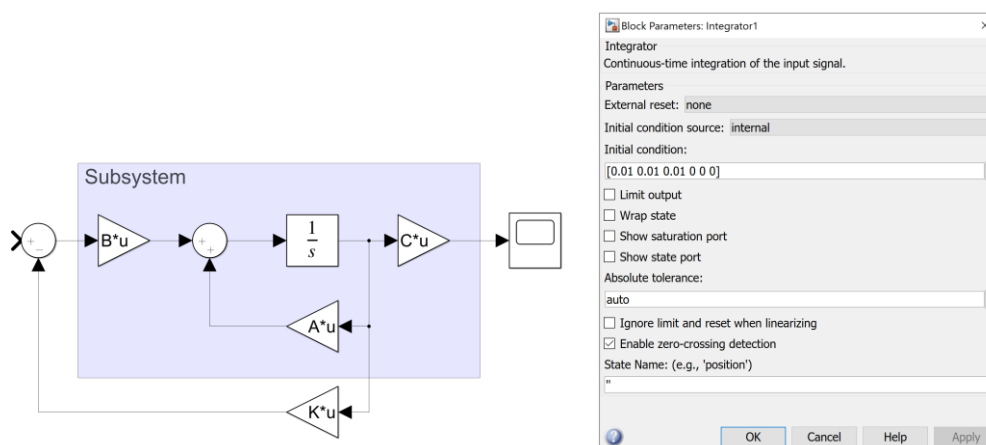 Subsystem
+
−
B*u
+
+
1
s
C*u
A*u
K*u
Block Parameters: Integrator1
Integrator
Continuous-time integration of the input signal.
Parameters
External reset: none
Initial condition source: internal
Initial condition:
[0.01 0.01 0.01 0 0 0]
Limit output
Wrap state
Show saturation port
Show state port
Absolute tolerance:
auto
Ignore limit and reset when linearizing
Enable zero-crossing detection
State Name: (e.g., 'position')
''
OK Cancel Help Apply